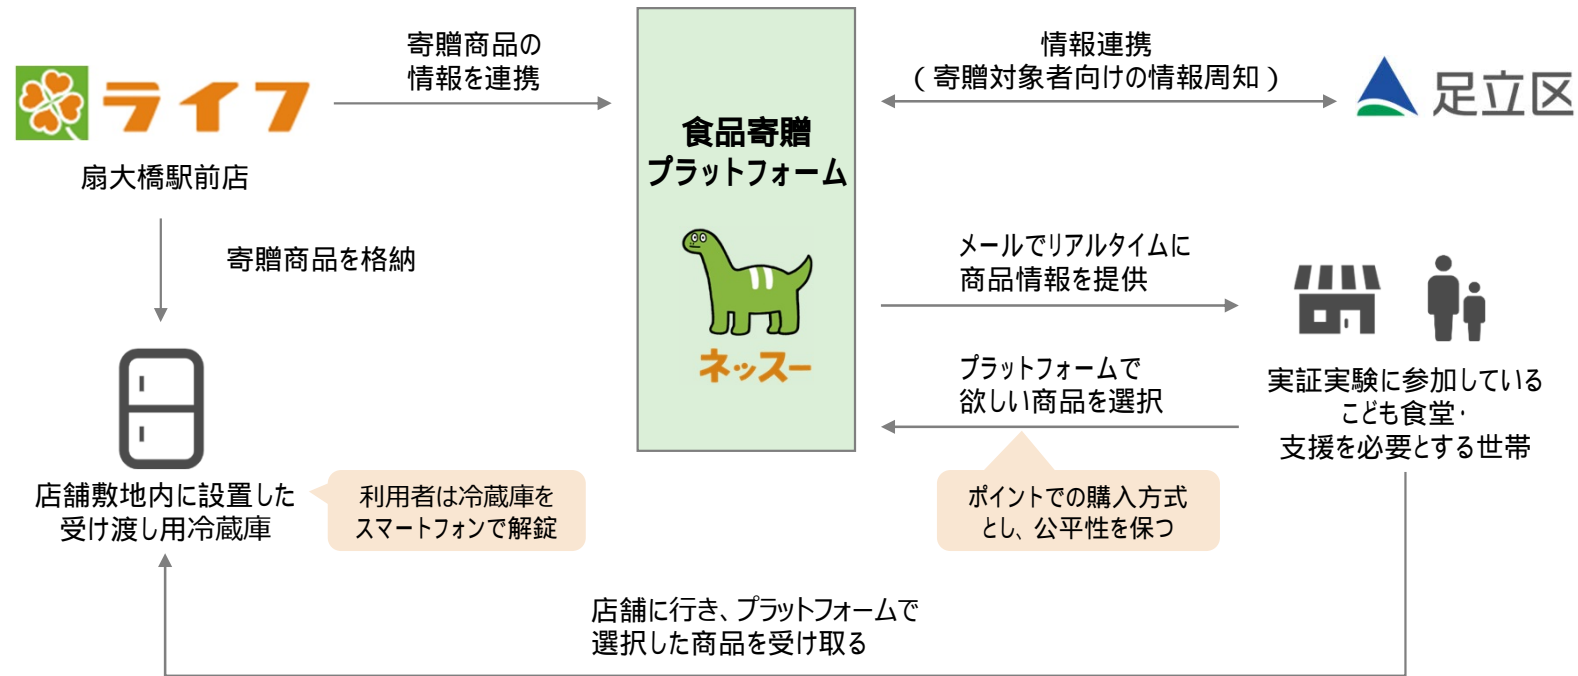 寄贈商品の
情報を連携
ライフ
扇大橋駅前店
寄贈商品を格納
食品寄贈
プラットフォーム
ネッスー
情報連携
（寄贈対象者向けの情報周知）
足立区
メールでリアルタイムに
商品情報を提供
プラットフォームで
欲しい商品を選択
実証実験に参加している
こども食堂・
支援を必要とする世帯
店舗敷地内に設置した
受け渡し用冷蔵庫
利用者は冷蔵庫を
スマートフォンで解錠
ポイントでの購入方式
とし、公平性を保つ
店舗に行き、プラットフォームで
選択した商品を受け取る